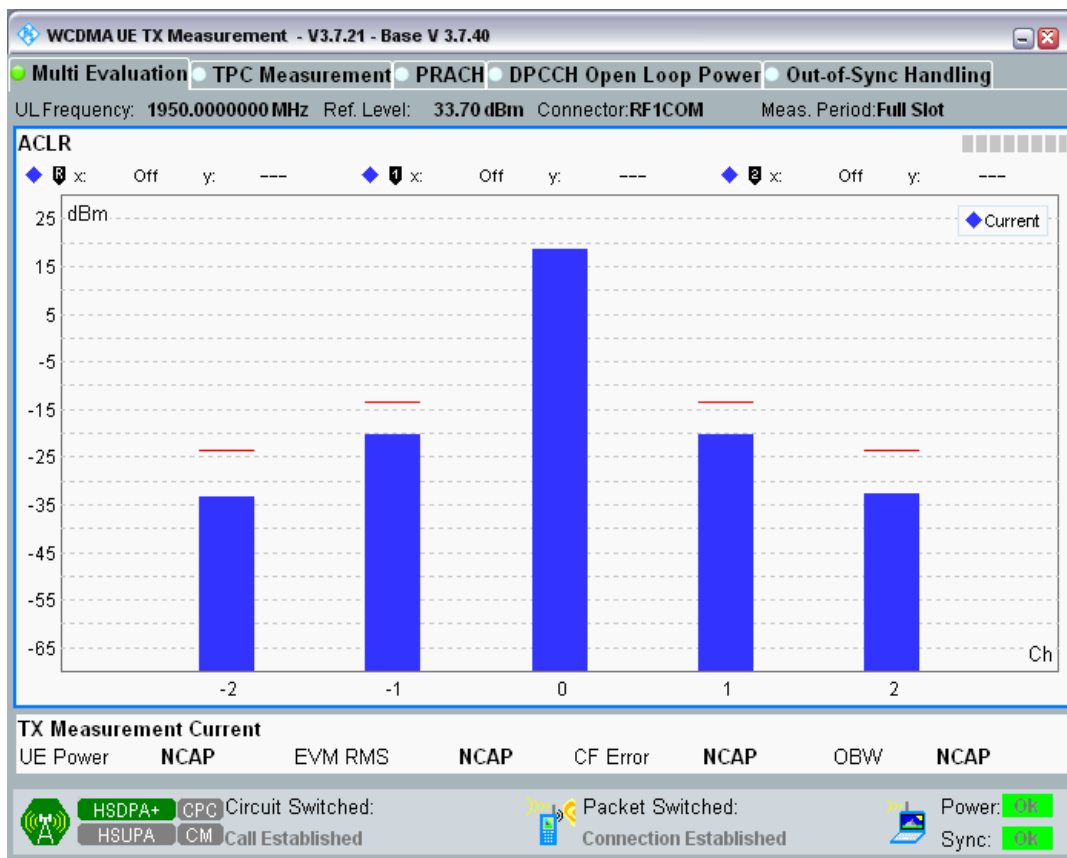 WCDMA UE TX Measurement - V3.7.21 - Base V 3.7.40
Multi Evaluation TPC Measurement PRACH DPCCH Open Loop Power Out-of-Sync Handling
UL Frequency: 1950.0000000 MHz Ref. Level: 33.70 dBm Connector:RF1COM Meas. Period:Full Slot
ACLR
R x: Off y: --- 1 x: Off y: --- 2 x: Off y: ---
25 dBm
Current
15
5
-5
-15
-25
-35
-45
-55
-65
Ch
-2 -1 0 1 2
TX Measurement Current
UE Power NCAP EVM RMS NCAP CF Error NCAP OBW NCAP
HSDPA+ CPC Circuit Switched: Packet Switched: Power: Ok
HSUPA CM Call Established Connection Established Sync: Ok